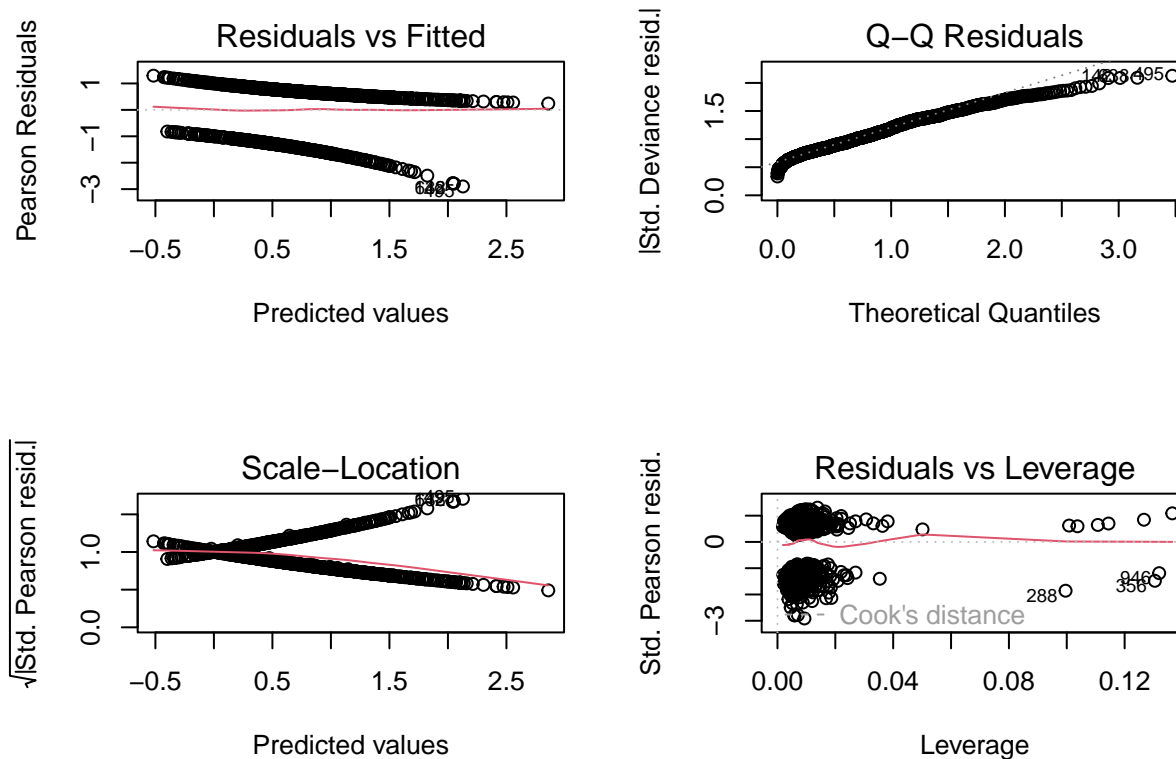 Residuals vs Fitted
Pearson Residuals
1
−1
−3
495
−0.5
0.5
1.5
2.5
Predicted values
Q−Q Residuals
|Std. Deviance resid.|
1.5
0.0
495
0.0
1.0
2.0
3.0
Theoretical Quantiles
Scale−Location
√|Std. Pearson resid.|
1.0
0.0
495
−0.5
0.5
1.5
2.5
Predicted values
Residuals vs Leverage
Std. Pearson resid.
0
−3
946
356
288
Cook's distance
0.00
0.04
0.08
0.12
Leverage